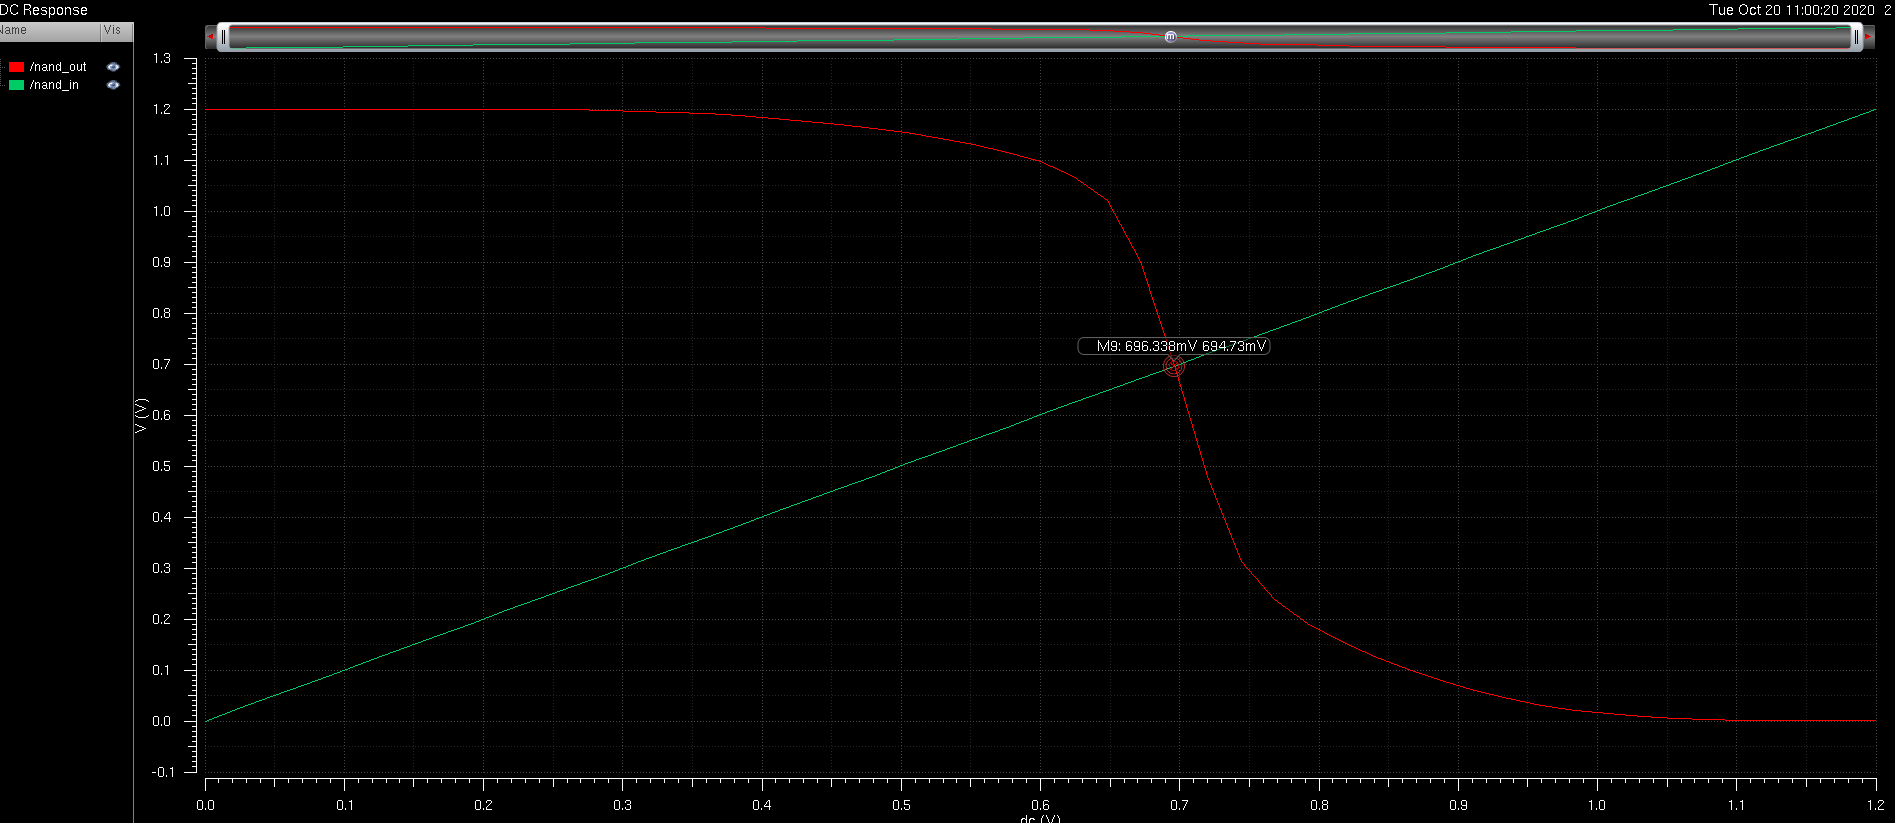 DC Response
Tue Oct 20 11:00:20 2020 2
Name Vis
/nand_out
/nand_in
m
1.3
1.2
1.1
1.0
0.9
0.8
M9: 696.338mV 694.73mV
0.7
V (V)
0.6
0.5
0.4
0.3
0.2
0.1
0.0
-0.1
0.0 0.1 0.2 0.3 0.4 0.5 0.6 0.7 0.8 0.9 1.0 1.1 1.2
dc (V)